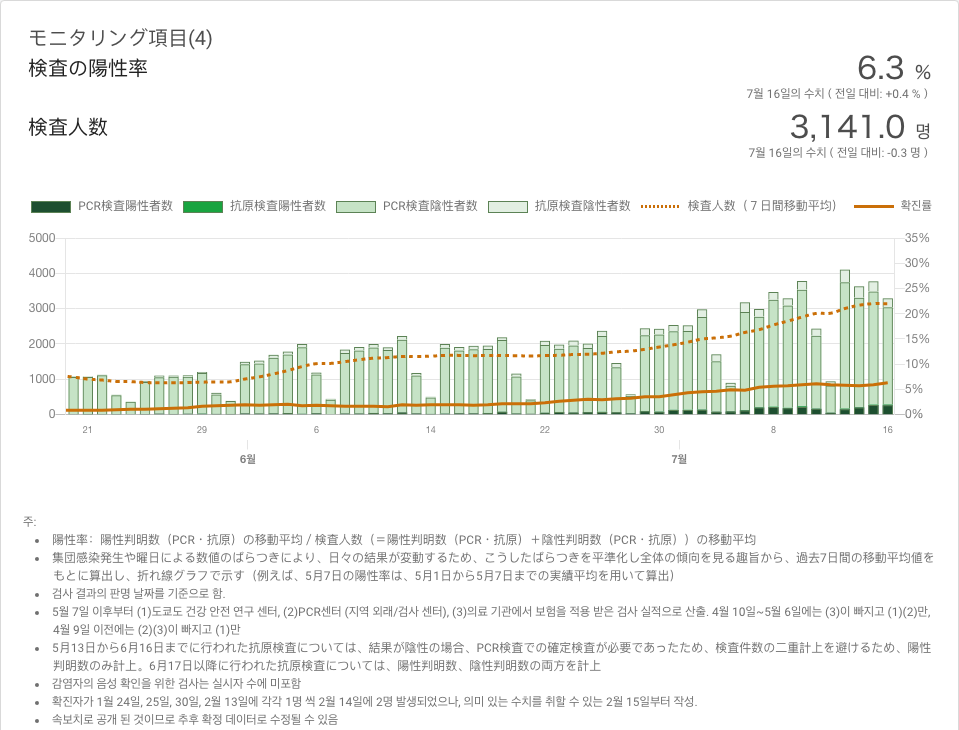 モニタリング項目(4)
検査の陽性率
6.3 %
7월 16일의 수치 ( 전일 대비: +0.4 % )
検査人数
3,141.0 명
7월 16일의 수치 ( 전일 대비: -0.3 명 )
PCR検査陽性者数 抗原検査陽性者数 PCR検査陰性者数 抗原検査陰性者数 検査人数（７日間移動平均） 확진률
5000 35%
30%
4000
25%
3000 20%
2000 15%
10%
1000
5%
0 0%
21 29 6 14 22 30 8 16
6월 7월
주:
陽性率：陽性判明数（PCR・抗原）の移動平均 / 検査人数（＝陽性判明数（PCR・抗原）＋陰性判明数（PCR・抗原））の移動平均
集団感染発生や曜日による数値のばらつきにより、日々の結果が変動するため、こうしたばらつきを平準化し全体の傾向を見る趣旨から、過去7日間の移動平均値を
もとに算出し、折れ線グラフで示す（例えば、5月7日の陽性率は、5月1日から5月7日までの実績平均を用いて算出）
검사 결과의 판명 날짜를 기준으로 함.
5월 7일 이후부터 (1)도쿄도 건강 안전 연구 센터, (2)PCR센터 (지역 외래/검사 센터), (3)의료 기관에서 보험을 적용 받은 검사 실적으로 산출. 4월 10일~5월 6일에는 (3)이 빠지고 (1)(2)만,
4월 9일 이전에는 (2)(3)이 빠지고 (1)만
5月13日から6月16日までに行われた抗原検査については、結果が陰性の場合、PCR検査での確定検査が必要であったため、検査件数の二重計上を避けるため、陽性
判明数のみ計上。6月17日以降に行われた抗原検査については、陽性判明数、陰性判明数の両方を計上
감염자의 음성 확인을 위한 검사는 실시자 수에 미포함
확진자가 1월 24일, 25일, 30일, 2월 13일에 각각 1명 씩 2월 14일에 2명 발생되었으나, 의미 있는 수치를 취할 수 있는 2월 15일부터 작성.
속보치로 공개 된 것이므로 추후 확정 데이터로 수정될 수 있음